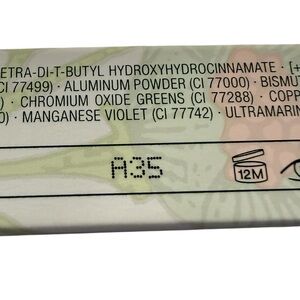 ETRA-DI-T-BUTYL HYDROXYHYDROCINNAMATE · [+
CI 77499) · ALUMINUM POWDER (CI 77000) · BISMUT
) · CHROMIUM OXIDE GREENS (CI 77288) · COPP
0) · MANGANESE VIOLET (CI 77742) · ULTRAMARIN
A35
12M